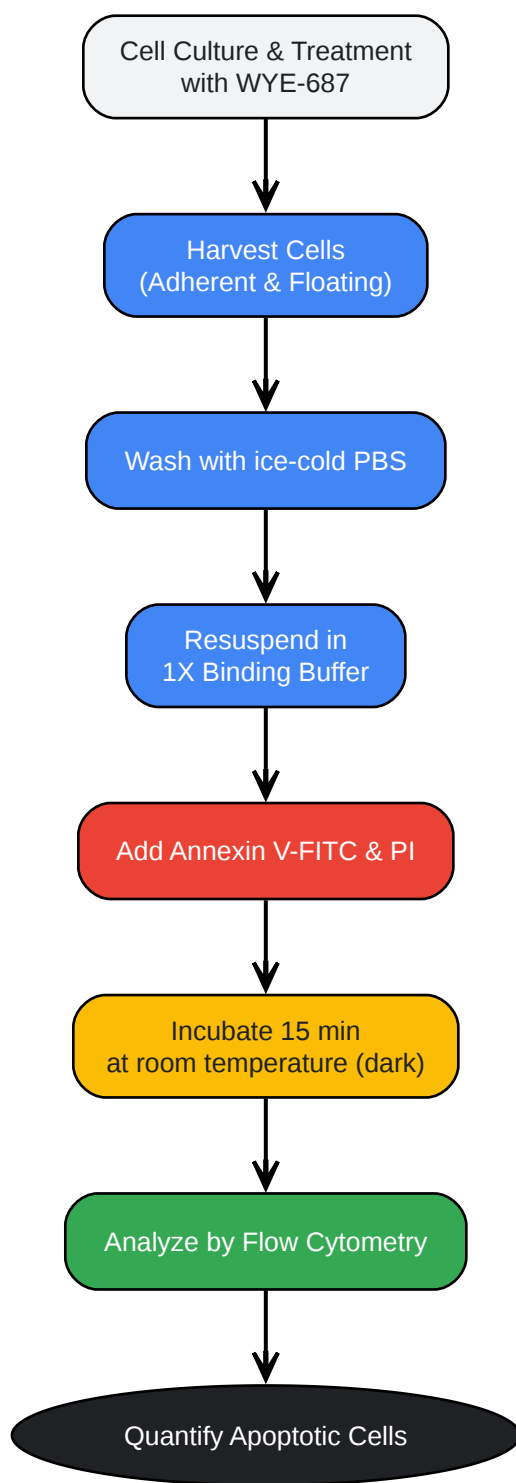 Cell Culture & Treatment
with WYE-687
Harvest Cells
(Adherent & Floating)
Wash with ice-cold PBS
Resuspend in
1X Binding Buffer
Add Annexin V-FITC & PI
Incubate 15 min
at room temperature (dark)
Analyze by Flow Cytometry
Quantify Apoptotic Cells